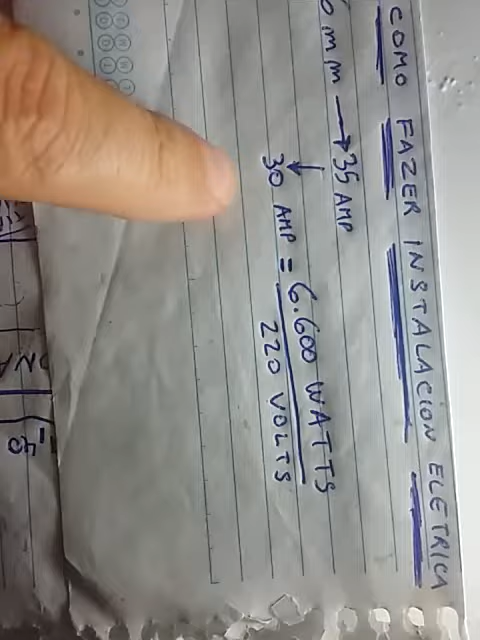 COMO FAZER INSTALACION ELETRICA
mm → 35 AMP
↓
30 AMP = 6.600 WATTS
220 VOLTS